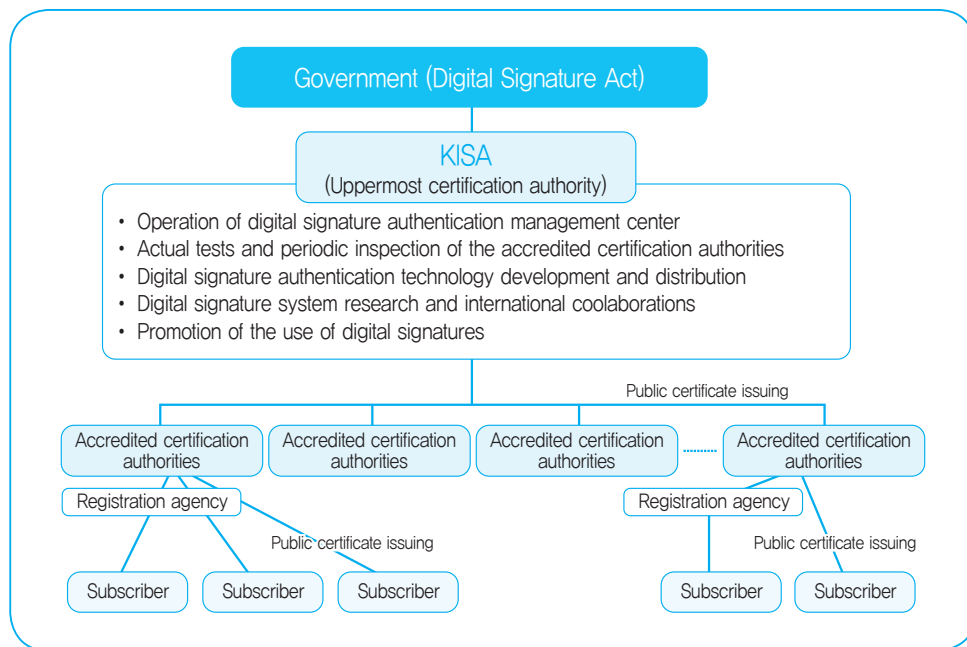 Government (Digital Signature Act)
KISA
(Uppermost certification authority)
• Operation of digital signature authentication management center
• Actual tests and periodic inspection of the accredited certification authorities
• Digital signature authentication technology development and distribution
• Digital signature system research and international coolaborations
• Promotion of the use of digital signatures
Public certificate issuing
Accredited certification
authorities
Accredited certification
authorities
Accredited certification
authorities
Accredited certification
authorities
Registration agency
Registration agency
Public certificate issuing
Public certificate issuing
Subscriber
Subscriber
Subscriber
Subscriber
Subscriber